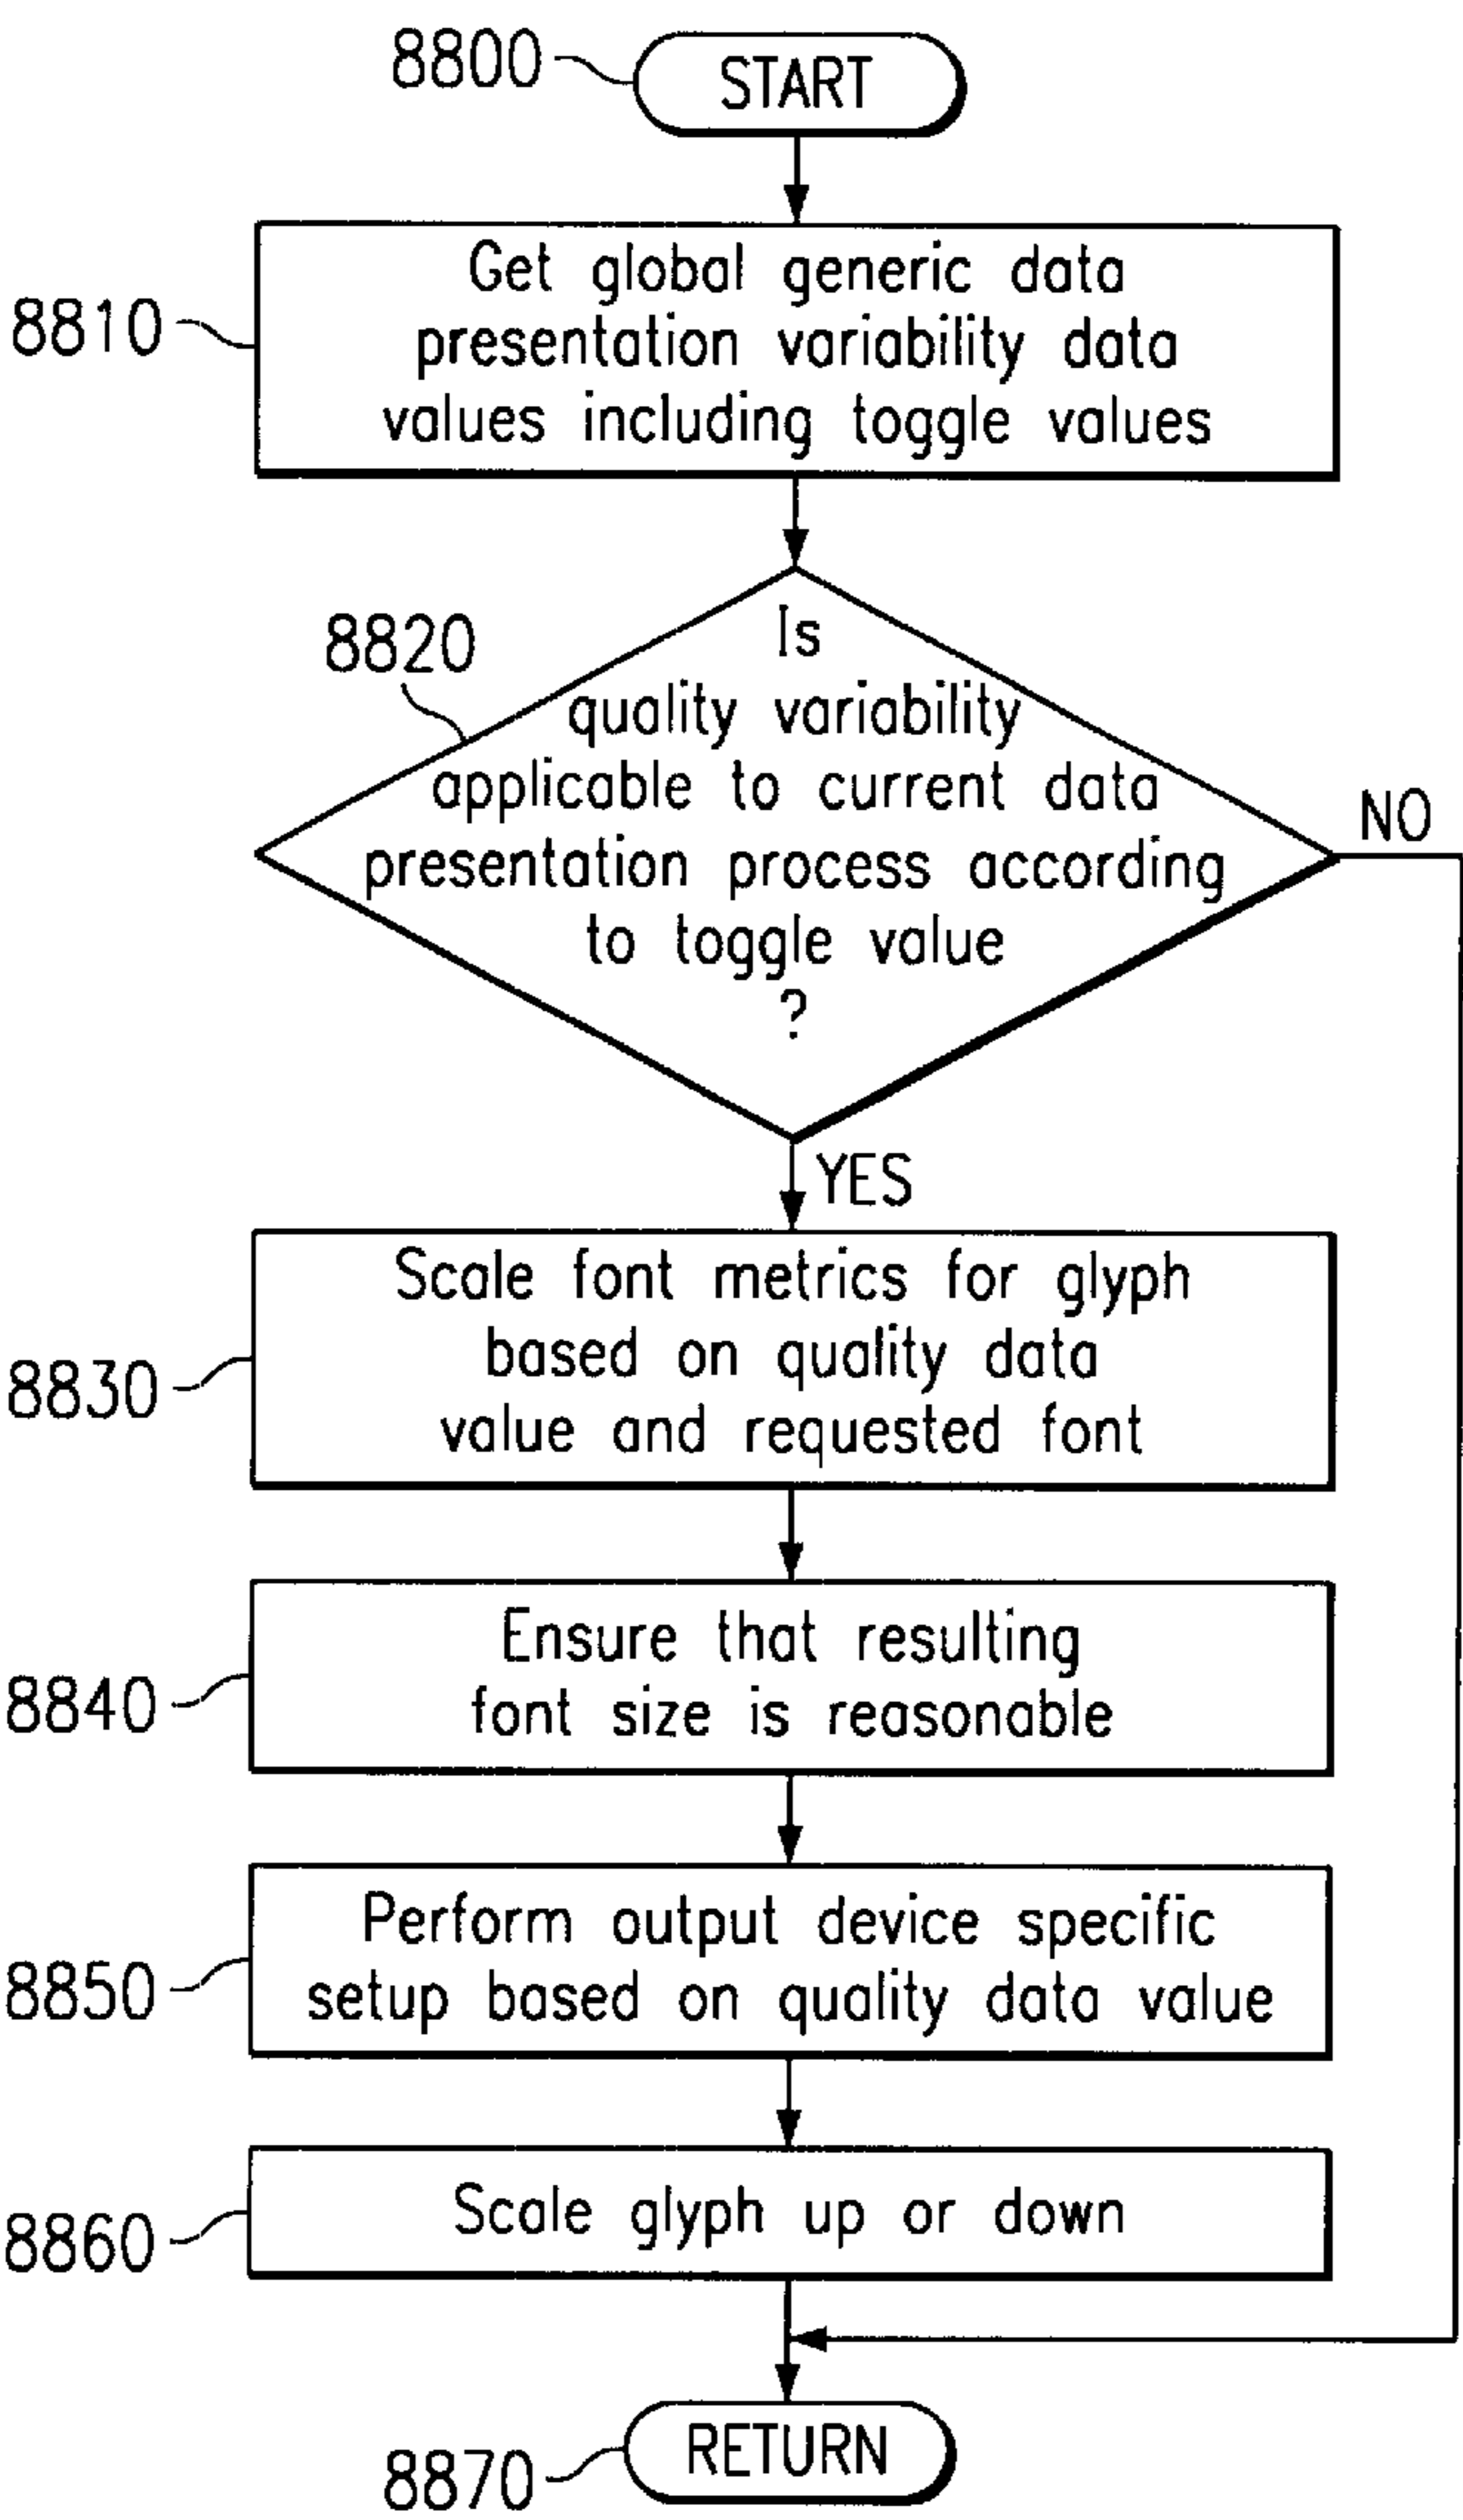 8800
START
8810
Get global generic data
presentation variability data
values including toggle values
8820
Is
quality variability
applicable to current data
presentation process according
to toggle value
?
NO
YES
8830
Scale font metrics for glyph
based on quality data
value and requested font
8840
Ensure that resulting
font size is reasonable
8850
Perform output device specific
setup based on quality data value
8860
Scale glyph up or down
8870
RETURN